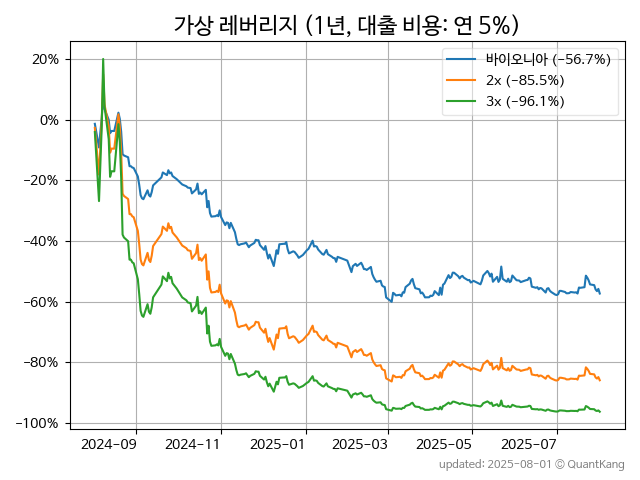 가상 레버리지 (1년, 대출 비용: 연 5%)
바이오니아 (-56.7%)
2x (-85.5%)
3x (-96.1%)
20%
0%
-20%
-40%
-60%
-80%
-100%
2024-09
2024-11
2025-01
2025-03
2025-05
2025-07
updated: 2025-08-01 © QuantKang